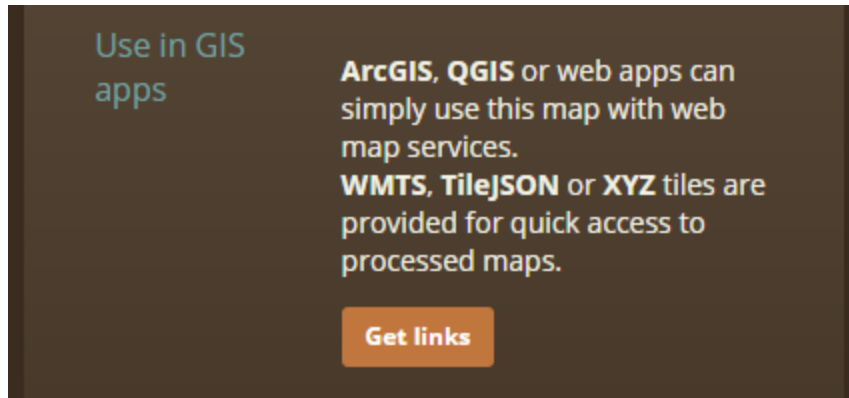 Use in GIS
apps
ArcGIS, QGIS or web apps can
simply use this map with web
map services.
WMTS, TileJSON or XYZ tiles are
provided for quick access to
processed maps.
Get links